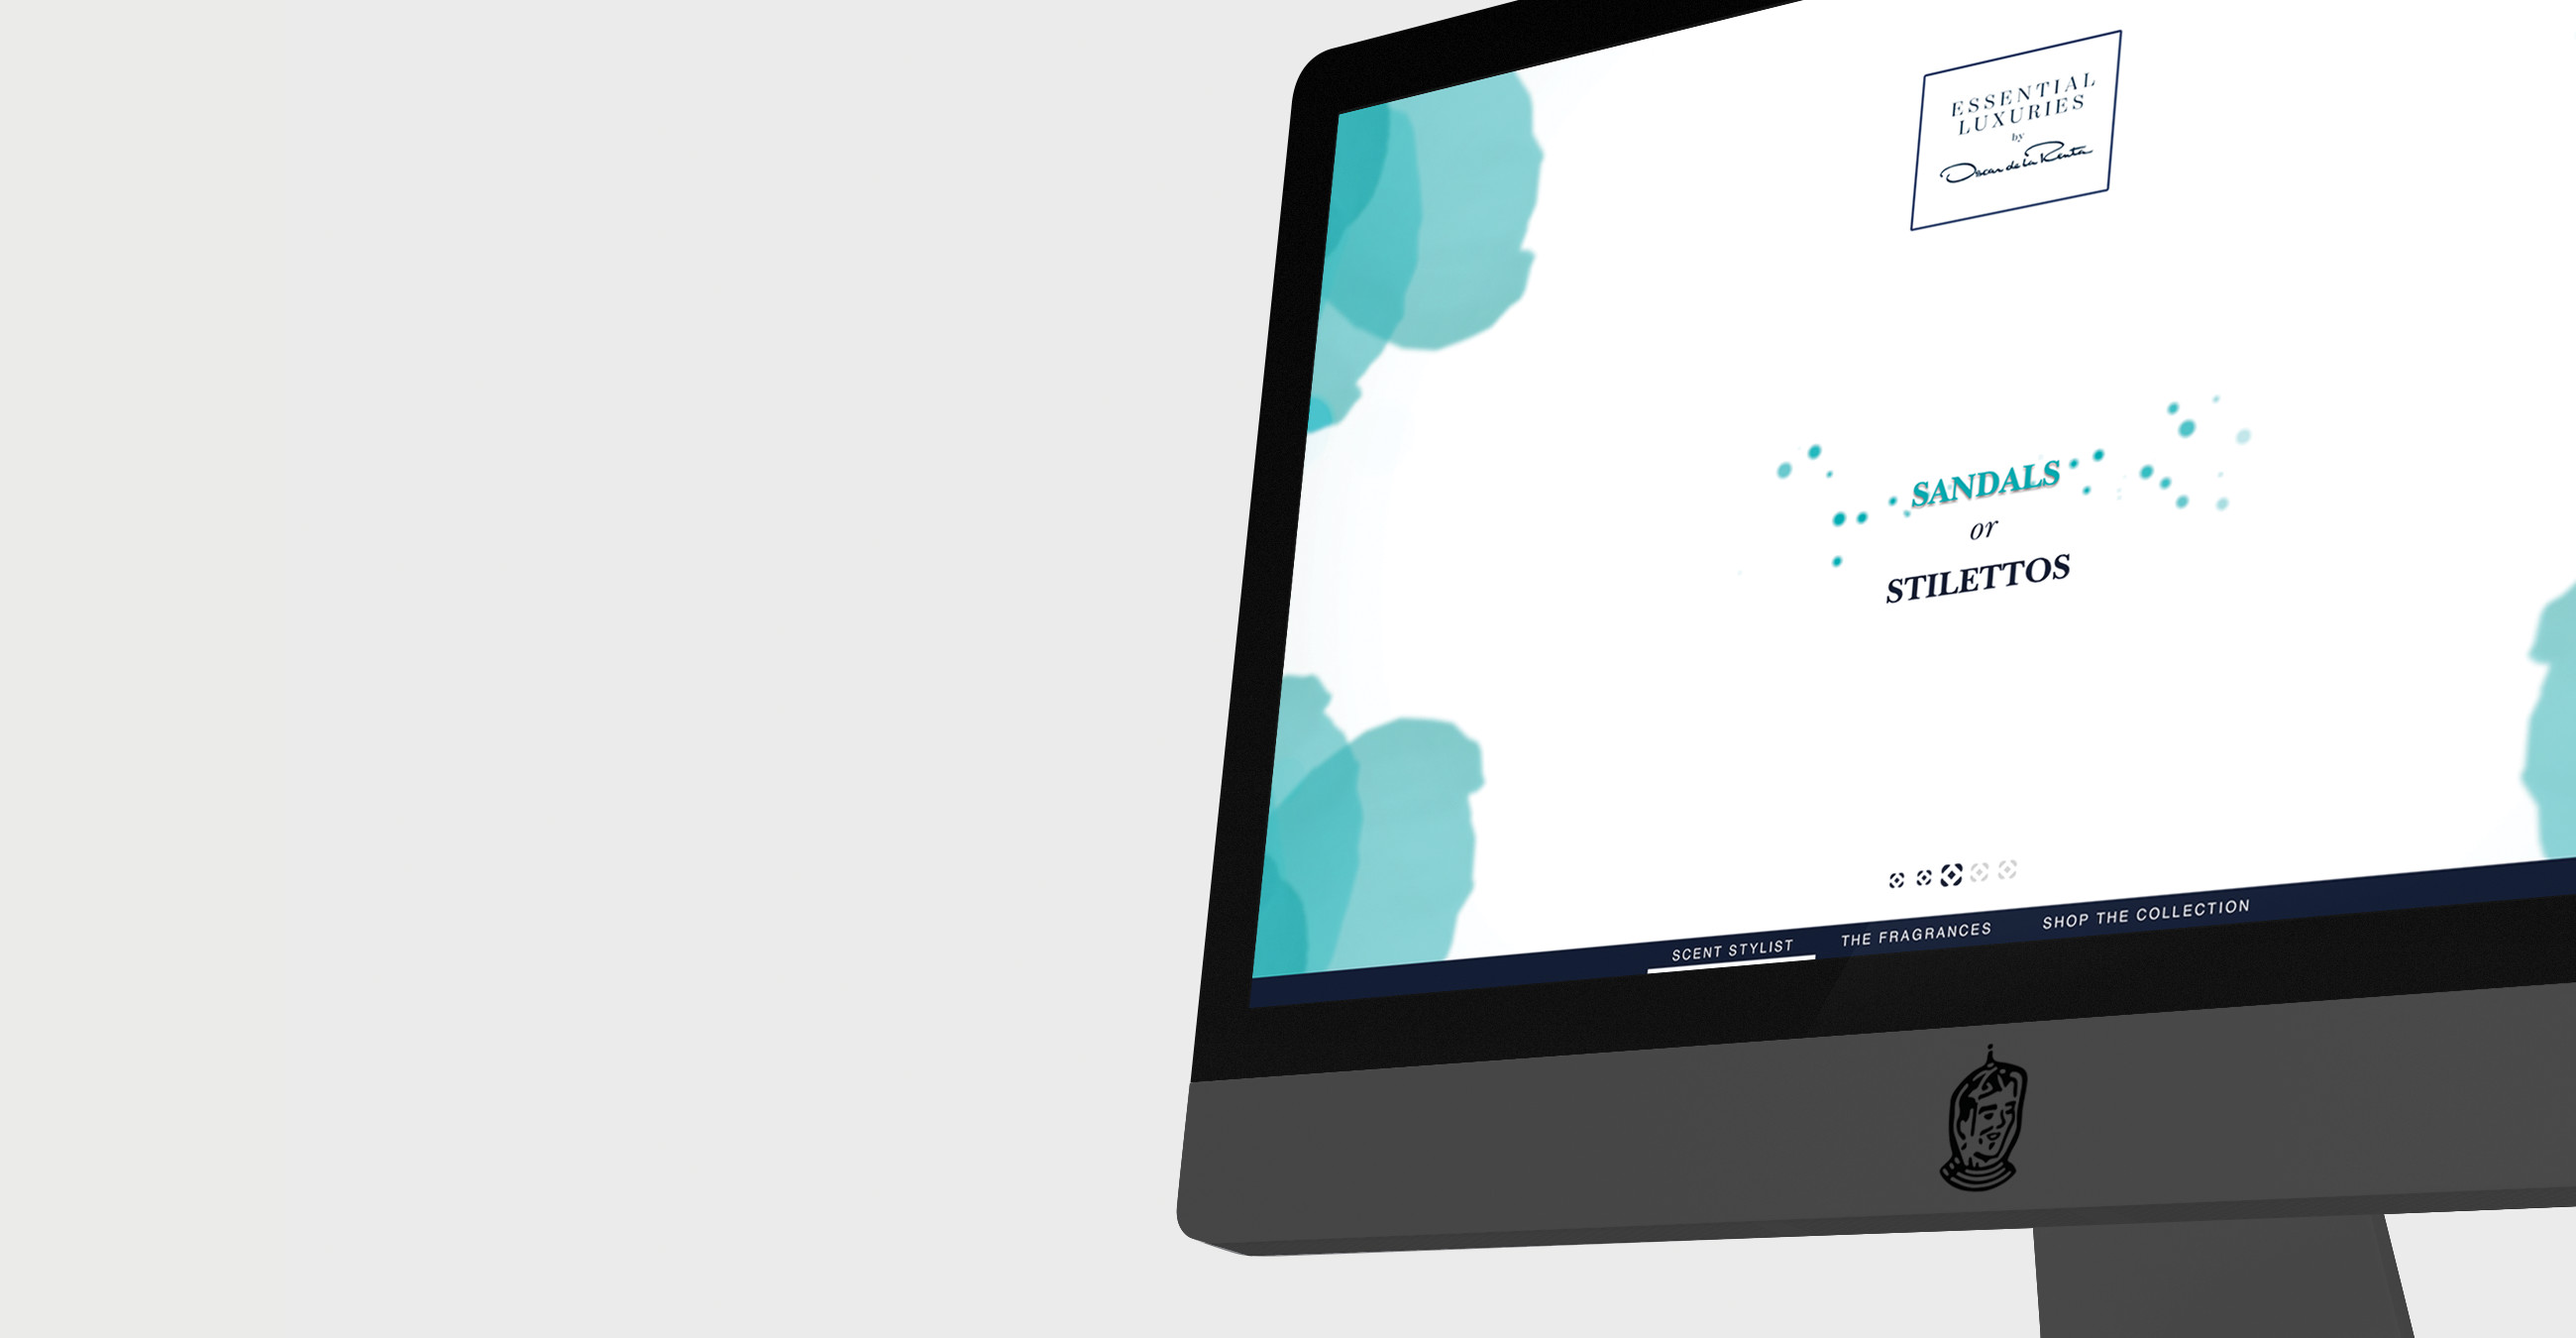 ESSENTIAL
LUXURIES
by
Oscar de la Renta
SANDALS
or
STILETTOS
SCENT STYLIST
THE FRAGRANCES
SHOP THE COLLECTION